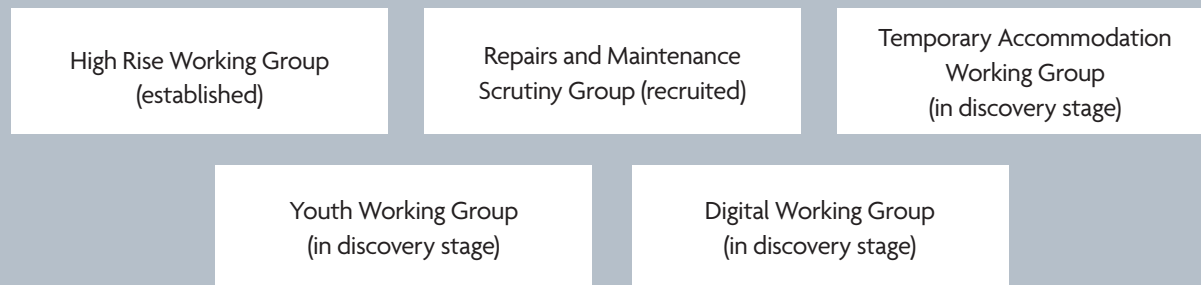 High Rise Working Group
(established)
Repairs and Maintenance
Scrutiny Group (recruited)
Temporary Accommodation
Working Group
(in discovery stage)
Youth Working Group
(in discovery stage)
Digital Working Group
(in discovery stage)